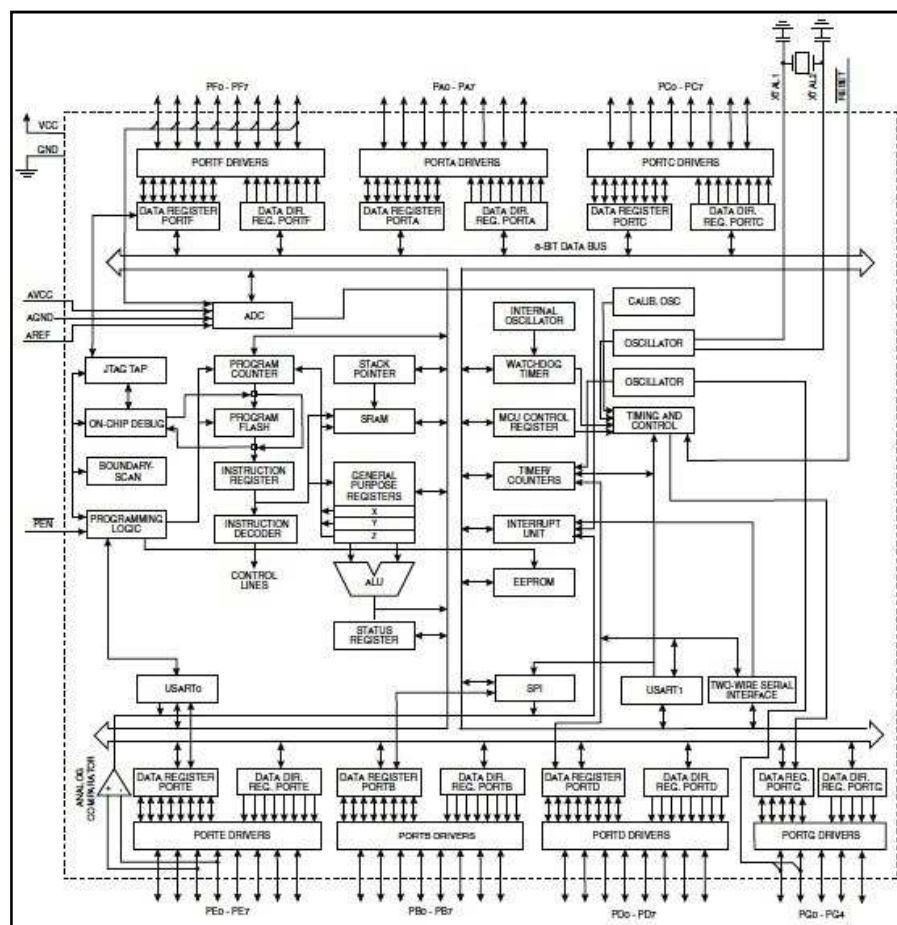 XTAL1
XTAL2
RESET
PF0 - PF7
PA0 - PA7
PC0 - PC7
VCC
GND
PORTF DRIVERS
PORTA DRIVERS
PORTC DRIVERS
DATA REGISTER
PORTF
DATA DIR.
REG. PORTF
DATA REGISTER
PORTA
DATA DIR.
REG. PORTA
DATA REGISTER
PORTC
DATA DIR.
REG. PORTC
8-BIT DATA BUS
AVCC
AGND
AREF
ADC
INTERNAL
OSCILLATOR
CALIB. OSC
OSCILLATOR
JTAG TAP
PROGRAM
COUNTER
STACK
POINTER
WATCHDOG
TIMER
OSCILLATOR
ON-CHIP DEBUG
PROGRAM
FLASH
SRAM
MCU CONTROL
REGISTER
TIMING AND
CONTROL
BOUNDARY-
SCAN
INSTRUCTION
REGISTER
GENERAL
PURPOSE
REGISTERS
X
Y
Z
TIMER/
COUNTERS
PEN
PROGRAMMING
LOGIC
INSTRUCTION
DECODER
INTERRUPT
UNIT
CONTROL
LINES
ALU
EEPROM
STATUS
REGISTER
USART0
SPI
USART1
TWO-WIRE SERIAL
INTERFACE
ANALOG
COMPARATOR
+
-
DATA REGISTER
PORTE
DATA DIR.
REG. PORTE
DATA REGISTER
PORTB
DATA DIR.
REG. PORTB
DATA REGISTER
PORTD
DATA DIR.
REG. PORTD
DATA REG.
PORTG
DATA DIR.
REG. PORTG
PORTE DRIVERS
PORTB DRIVERS
PORTD DRIVERS
PORTG DRIVERS
PE0 - PE7
PB0 - PB7
PD0 - PD7
PG0 - PG4